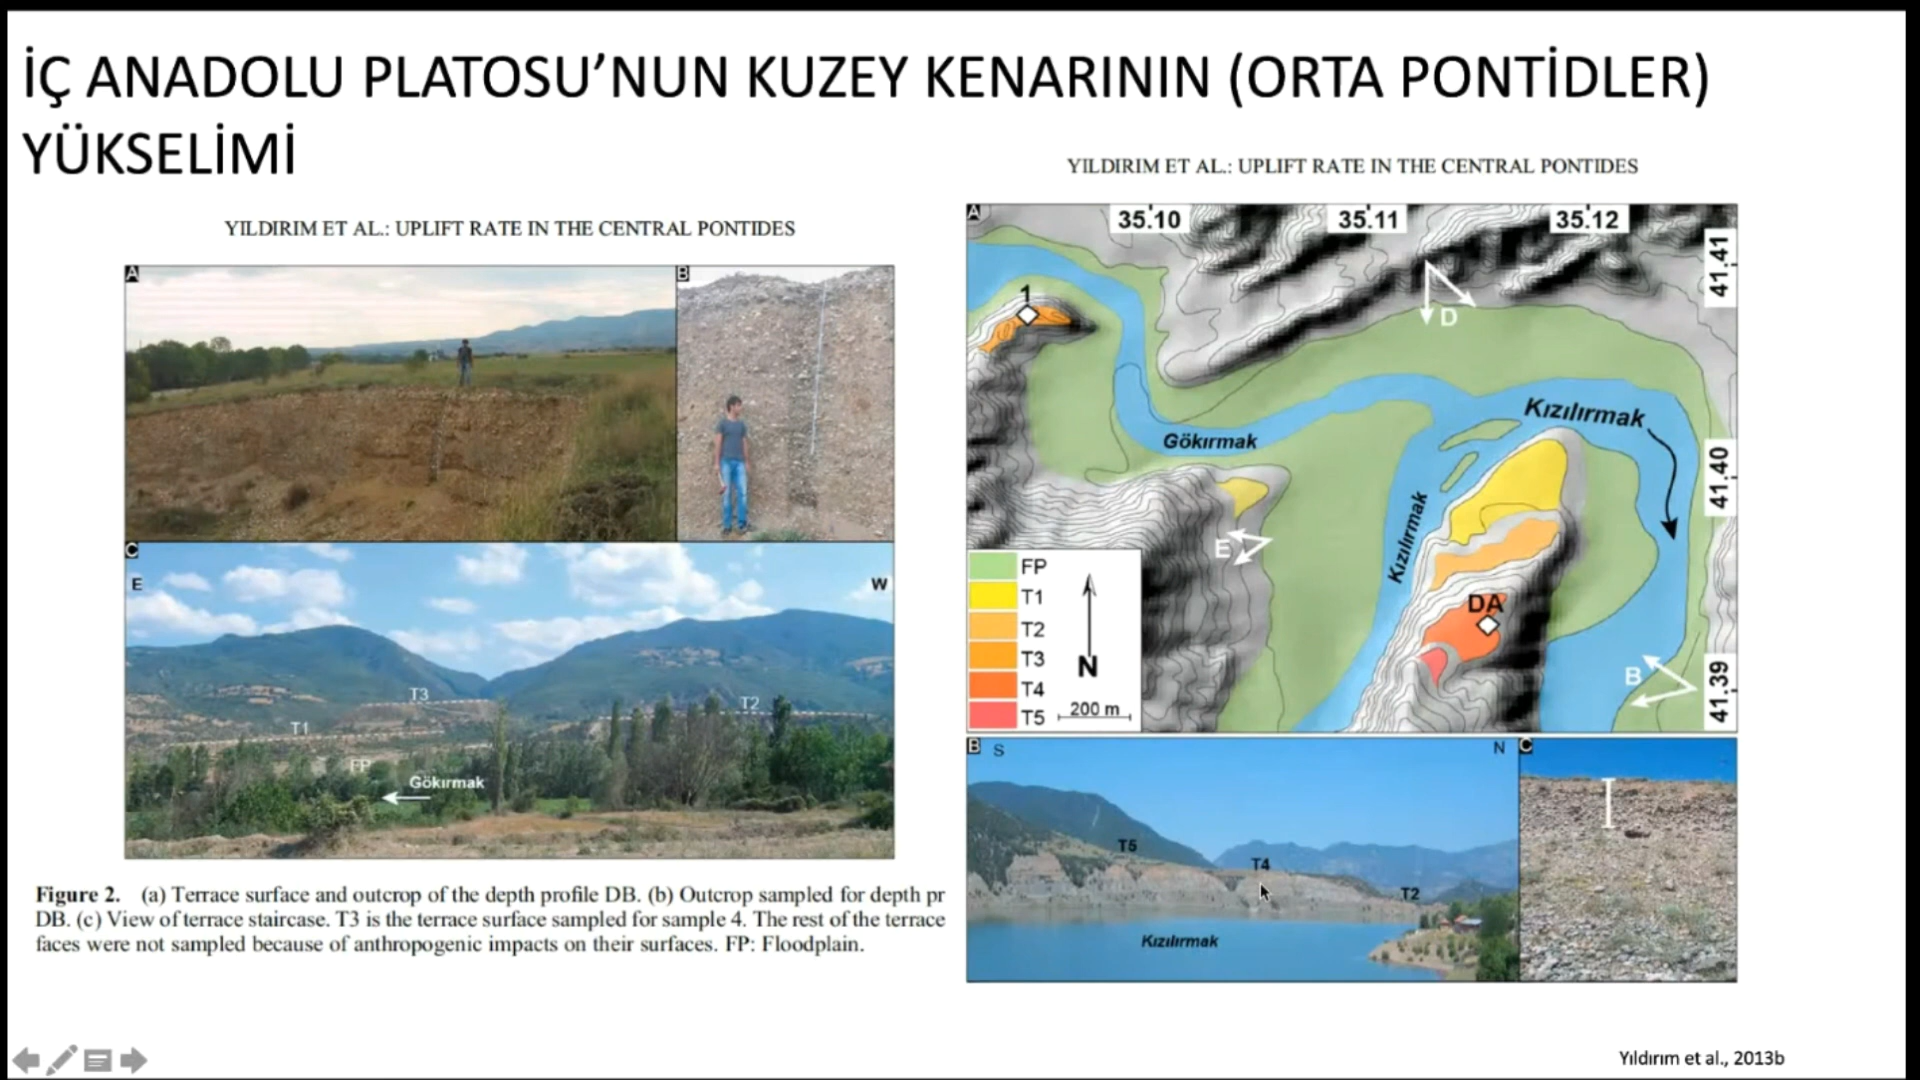 İÇ ANADOLU PLATOSU’NUN KUZEY KENARININ (ORTA PONTİDLER)
YÜKSELİMİ
YILDIRIM ET AL.: UPLIFT RATE IN THE CENTRAL PONTIDES
A
B
C
E
W
T3
T2
T1
FP
Gökırmak
Figure 2. (a) Terrace surface and outcrop of the depth profile DB. (b) Outcrop sampled for depth pr
DB. (c) View of terrace staircase. T3 is the terrace surface sampled for sample 4. The rest of the terrace
faces were not sampled because of anthropogenic impacts on their surfaces. FP: Floodplain.
YILDIRIM ET AL.: UPLIFT RATE IN THE CENTRAL PONTIDES
A
35.10
35.11
35.12
41.41
1
D
Kızılırmak
Gökırmak
41.40
Kızılırmak
E
FP
T1
T2
T3
T4
T5
N
200 m
DA
B
41.39
B
S
N
C
T5
T4
T2
Kızılırmak
Yıldırım et al., 2013b